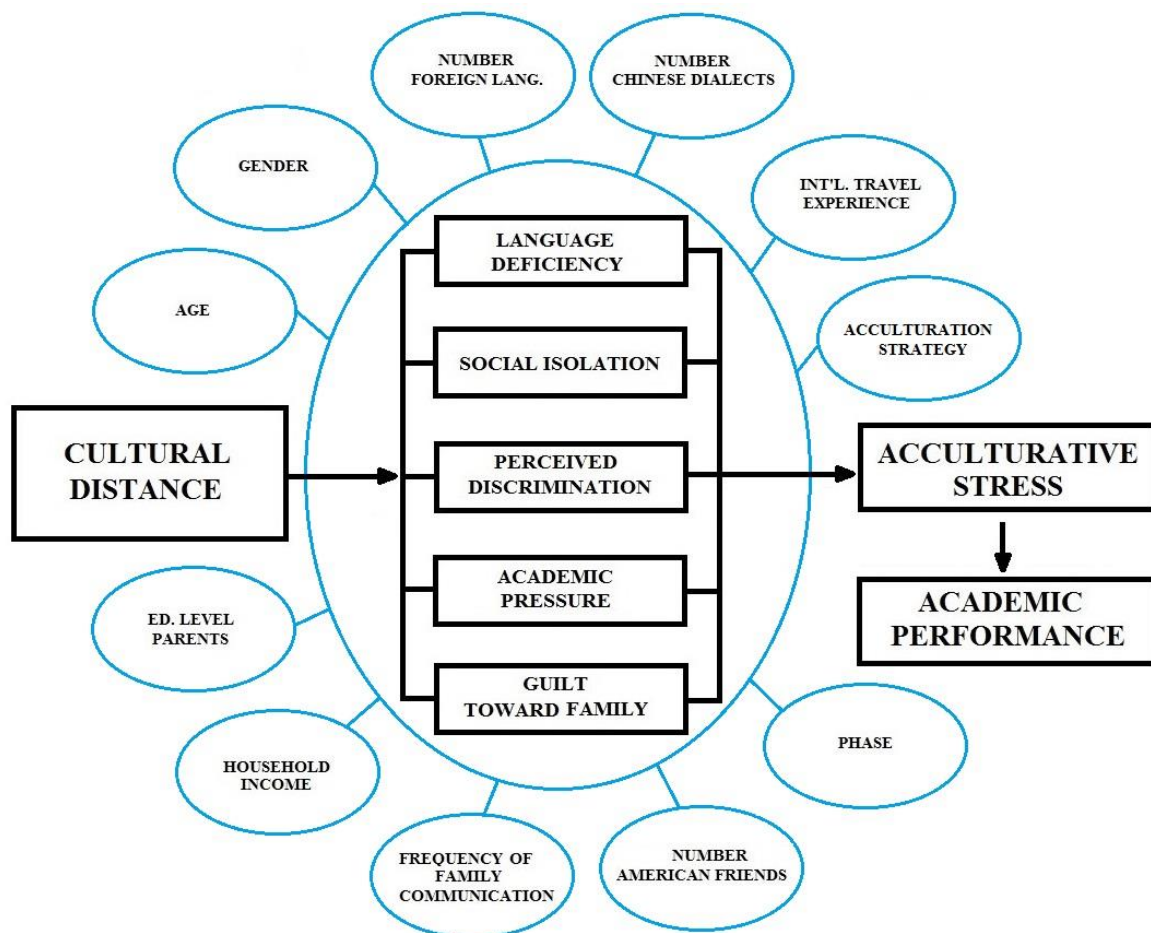 NUMBER
FOREIGN LANG.
NUMBER
CHINESE DIALECTS
GENDER
INT'L. TRAVEL
EXPERIENCE
AGE
ACCULTURATION
STRATEGY
LANGUAGE
DEFICIENCY
SOCIAL ISOLATION
PERCEIVED
DISCRIMINATION
ACADEMIC
PRESSURE
GUILT
TOWARD FAMILY
CULTURAL
DISTANCE
ACCULTURATIVE
STRESS
ACADEMIC
PERFORMANCE
ED. LEVEL
PARENTS
HOUSEHOLD
INCOME
FREQUENCY OF
FAMILY
COMMUNICATION
NUMBER
AMERICAN FRIENDS
PHASE